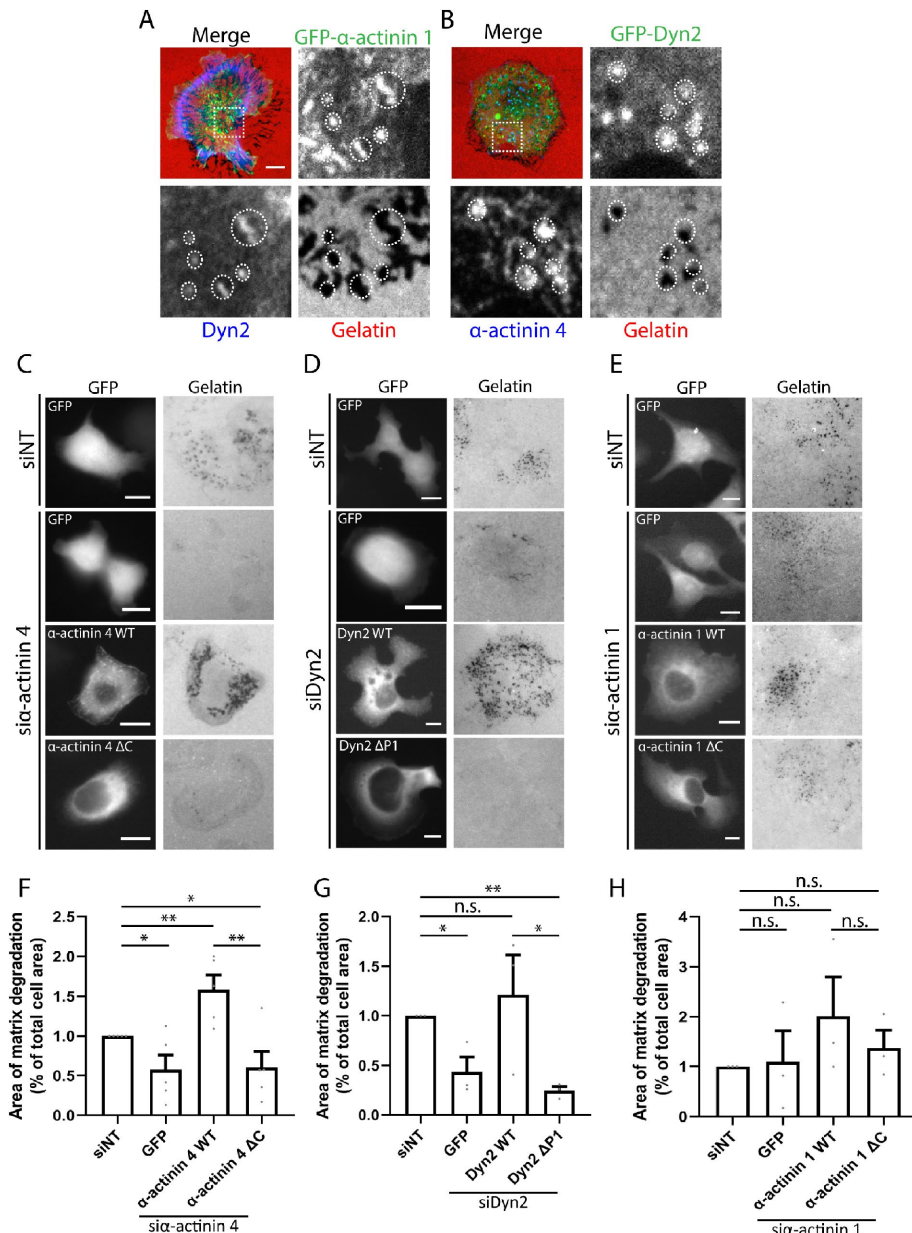 A
B
Merge
GFP-α-actinin 1
Merge
GFP-Dyn2
Dyn2
Gelatin
α-actinin 4
Gelatin
C
D
E
GFP
Gelatin
GFP
Gelatin
GFP
Gelatin
siNT
GFP
siNT
GFP
siNT
GFP
siα-actinin 4
GFP
α-actinin 4 WT
α-actinin 4 ΔC
siDyn2
GFP
Dyn2 WT
Dyn2 ΔP1
siα-actinin 1
GFP
α-actinin 1 WT
α-actinin 1 ΔC
F
Area of matrix degradation
(% of total cell area)
2.5
2.0
1.5
1.0
0.5
0.0
*
**
*
**
siNT
GFP
α-actinin 4 WT
α-actinin 4 ΔC
siα-actinin 4
G
Area of matrix degradation
(% of total cell area)
2.0
1.5
1.0
0.5
0.0
**
n.s.
*
*
siNT
GFP
Dyn2 WT
Dyn2 ΔP1
siDyn2
H
Area of matrix degradation
(% of total cell area)
4
3
2
1
0
n.s.
n.s.
n.s.
n.s.
siNT
GFP
α-actinin 1 WT
α-actinin 1 ΔC
siα-actinin 1